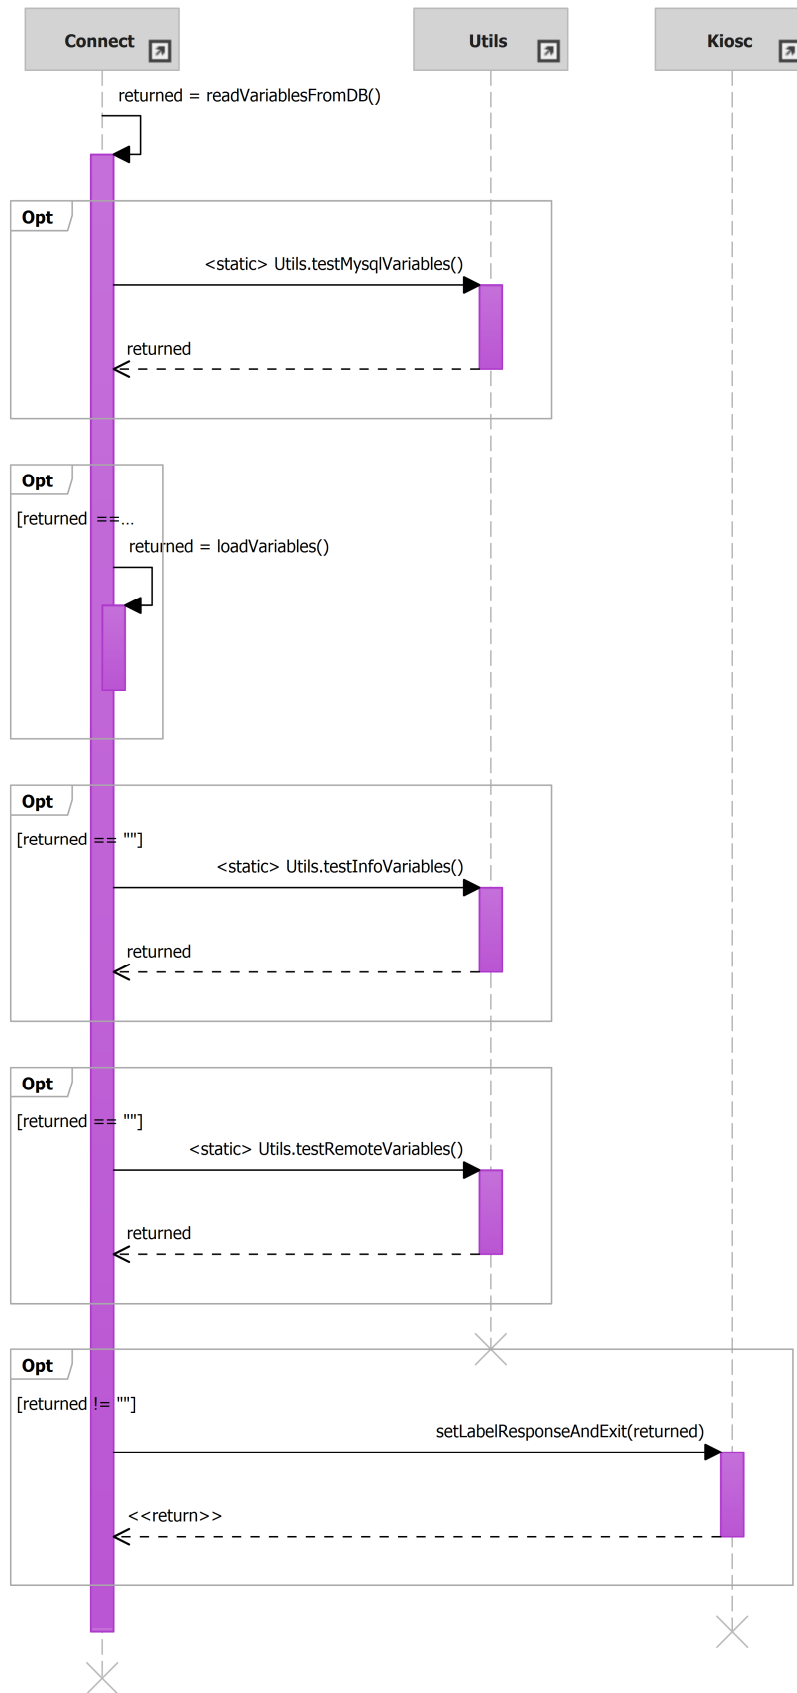 Connect
Utils
Kiosc
returned = readVariablesFromDB()
Opt
<static> Utils.testMysqlVariables()
returned
Opt
[returned ==...
returned = loadVariables()
Opt
[returned == ""]
<static> Utils.testInfoVariables()
returned
Opt
[returned == ""]
<static> Utils.testRemoteVariables()
returned
Opt
[returned != ""]
setLabelResponseAndExit(returned)
<<return>>